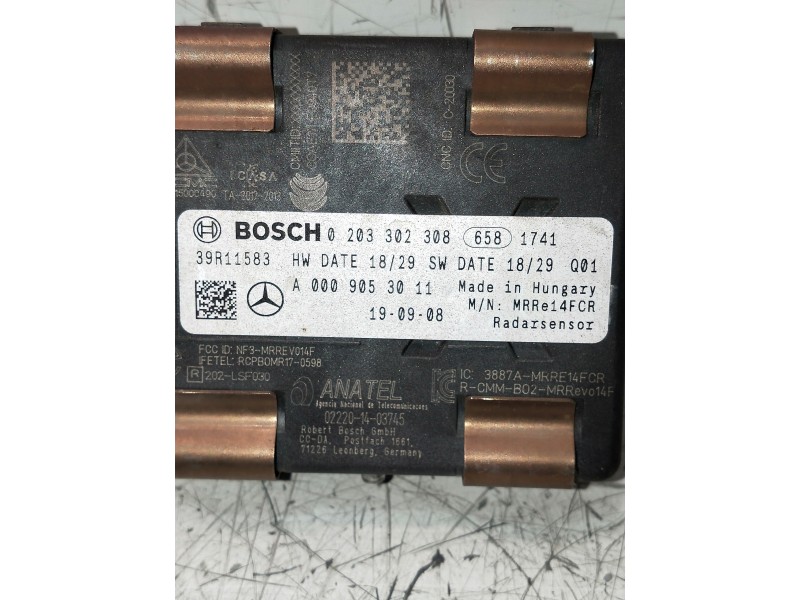 CNC ID: C-20030
ICASA
TA-2012-2012
BOSCH 0 203 302 308 658 1741
39R11583 HW DATE 18/29 SW DATE 18/29 Q01
A 000 905 30 11 Made in Hungary
M/N: MRRe14FCR
19-09-08 Radarsensor
FCC ID: NF3-MRREVO14F
IFETEL: RCPBOMR17-0598
R 202-LSF030
ANATEL
Agencia Nacional de Telecomunicacoes
02220-14-03745
Robert Bosch GmbH
CC-DA, Postfach 1661,
71226 Leonberg, Germany
IC: 3887A-MRRE14FCR
R-CMM-BO2-MRRevo14F